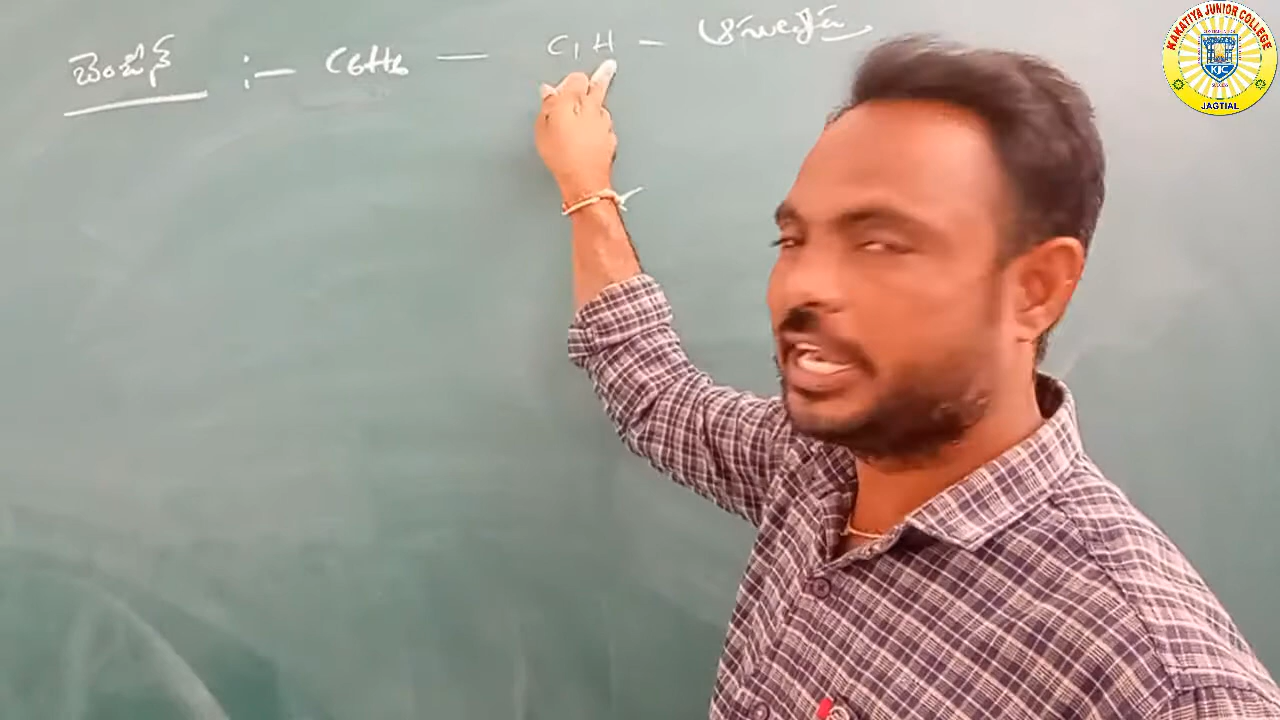 బెంజీన్ :- C6H6 — C, H —
KAKATIYA JUNIOR COLLEGE
KJC
JAGTIAL